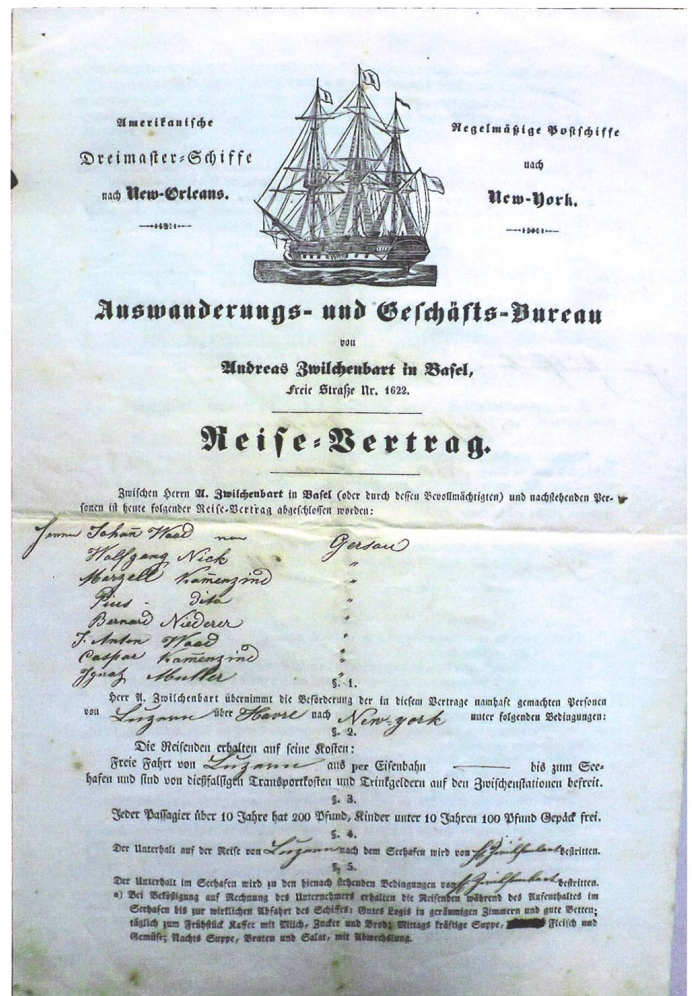 Amerikanische
Dreimaster-Schiffe
nach New-Orleans.
Regelmäßige Postschiffe
nach
New-York.
Auswanderungs- und Geschäfts-Bureau
von
Andreas Zwilchenbart in Basel,
Freie Straße Nr. 1622.
Reise-Vertrag.
Zwischen Herrn A. Zwilchenbart in Basel (oder durch dessen Bevollmächtigten) und nachstehenden Per-
sonen ist heute folgender Reise-Vertrag abgeschlossen worden:
Johan̄ Waad von Gersau
Wolfgang Nick "
Marzell Kam̄enzind "
Pius - dito "
Bernard Niederer "
J. Anton Waad "
Caspar Kam̄enzind "
Ignaz Muller "
§. 1.
Herr A. Zwilchenbart übernimmt die Beförderung der in diesem Vertrage namhaft gemachten Personen
von Luzern über Havre nach New-york unter folgenden Bedingungen:
§. 2.
Die Reisenden erhalten auf seine Kosten:
Freie Fahrt von Luzern aus per Eisenbahn — bis zum See-
hafen und sind von dießfallsigen Transportkosten und Trinkgeldern auf den Zwischenstationen befreit.
§. 3.
Jeder Passagier über 10 Jahre hat 200 Pfund, Kinder unter 10 Jahren 100 Pfund Gepäck frei.
§. 4.
Der Unterhalt auf der Reise von Luzern nach dem Seehafen wird von Zwilchenbart bestritten.
§. 5.
Der Unterhalt im Seehafen wird zu den hienach stehenden Bedingungen von Zwilchenbart bestritten.
a) Bei Beköstigung auf Rechnung des Unternehmers erhalten die Reisenden während des Aufenthaltes im
Seehafen bis zur wirklichen Abfahrt des Schiffes: Gutes Logis in geräumigen Zimmern und gute Betten;
täglich zum Frühstück Kaffee mit Milch, Zucker und Brod; Mittags kräftige Suppe, Fleisch und
Gemüse; Nachts Suppe, Braten und Salat, mit Abwechslung.